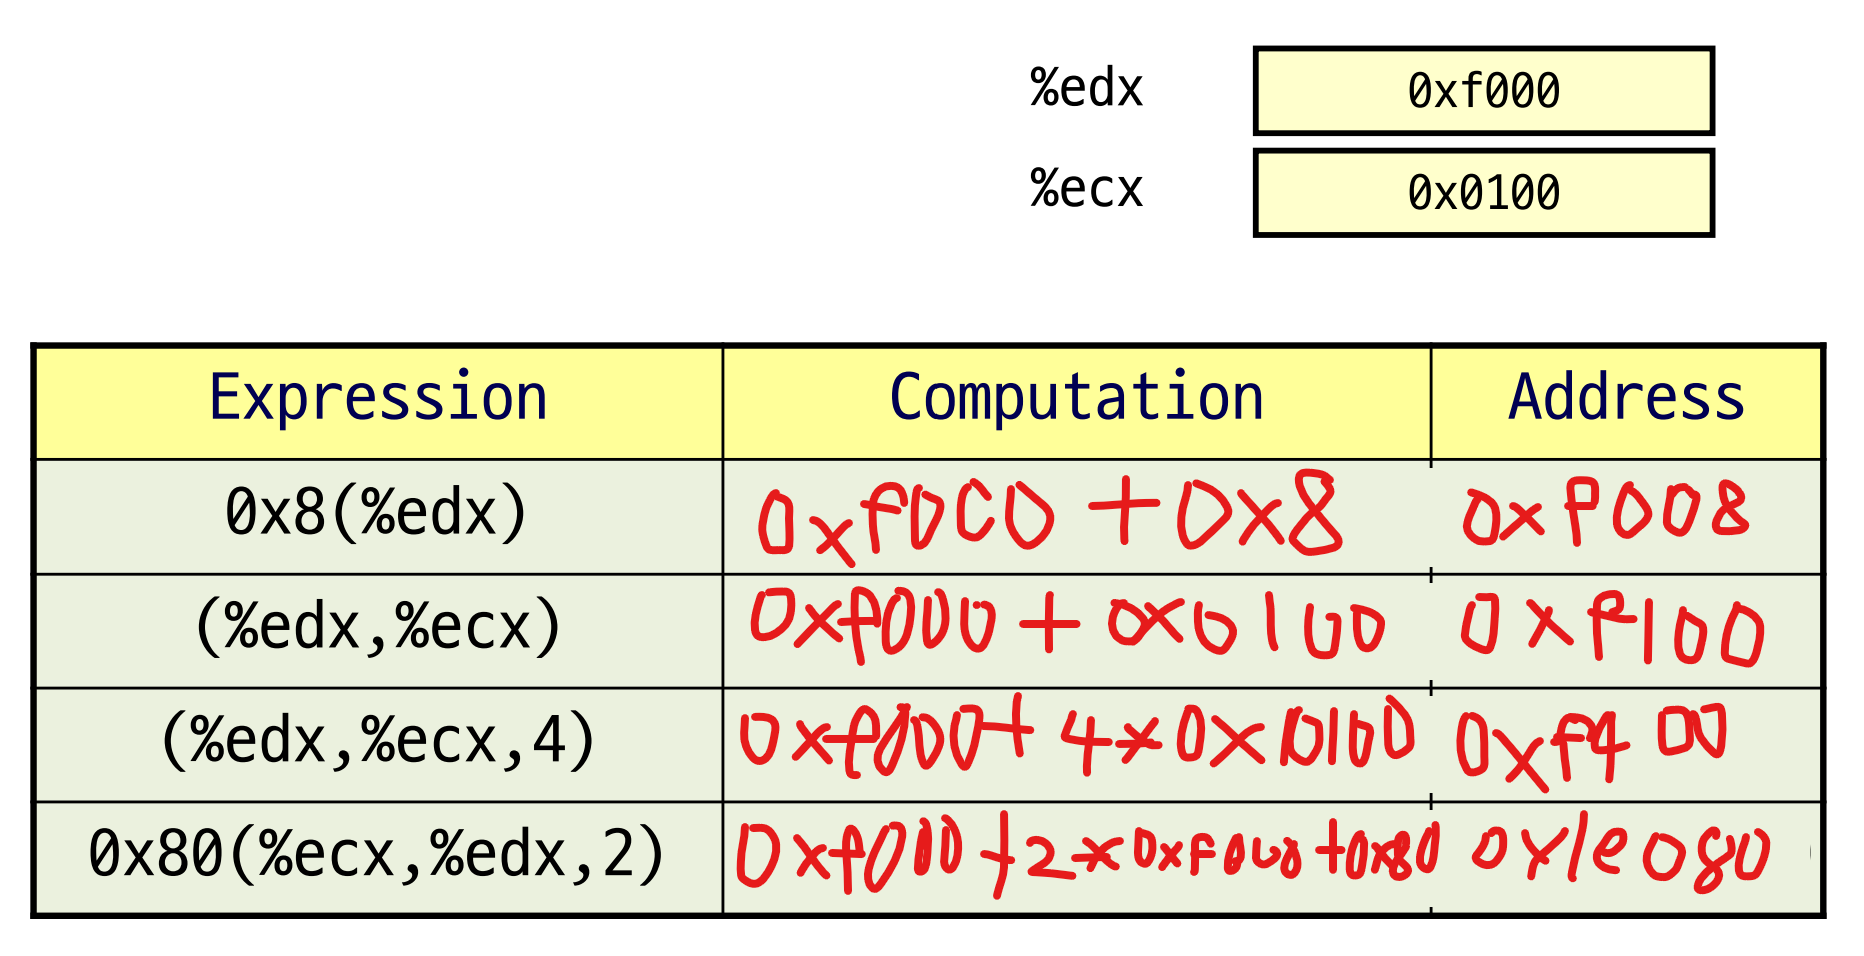 %edx 0xf000
%ecx 0x0100
Expression Computation Address
0x8(%edx) 0xf000 + 0x8 0xf008
(%edx,%ecx) 0xf000 + 0x0100 0xf100
(%edx,%ecx,4) 0xf000 + 4*0x0100 0xf400
0x80(%ecx,%edx,2) 0xf000 + 2*0xf000 + 0x80 0x1e080